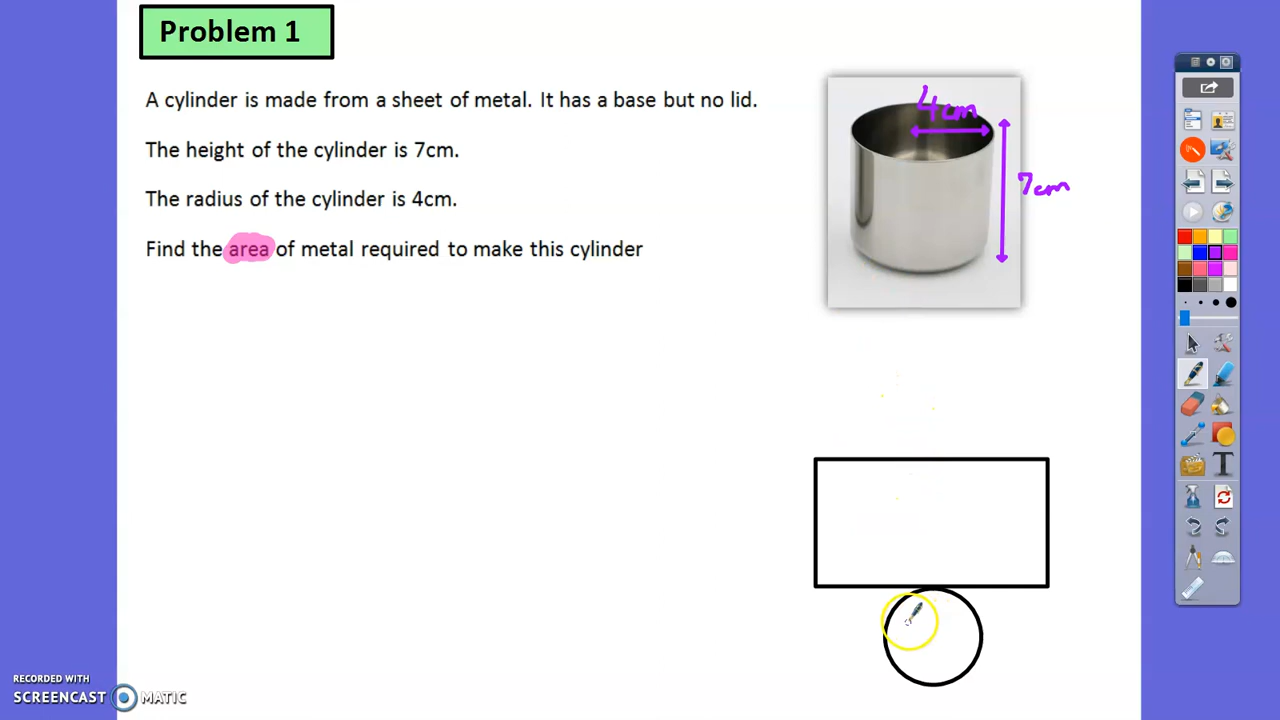 Problem 1
A cylinder is made from a sheet of metal. It has a base but no lid.
The height of the cylinder is 7cm.
The radius of the cylinder is 4cm.
Find the area of metal required to make this cylinder
4cm
7cm
T
RECORDED WITH
SCREENCAST MATIC